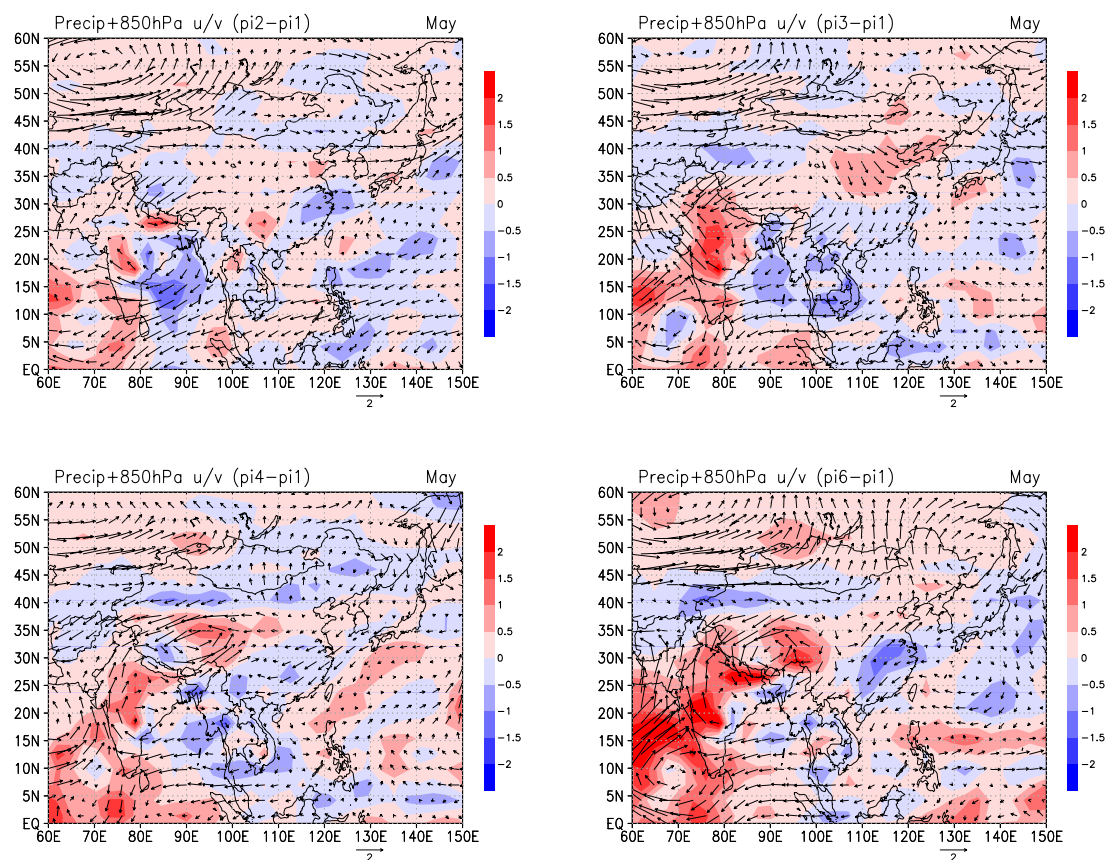 Precip+850hPa u/v (pi2-pi1) May
60N
55N
50N
45N
40N
35N
30N
25N
20N
15N
10N
5N
EQ
60E 70E 80E 90E 100E 110E 120E 130E 140E 150E
2
2
1.5
1
0.5
0
-0.5
-1
-1.5
-2
Precip+850hPa u/v (pi3-pi1) May
60N
55N
50N
45N
40N
35N
30N
25N
20N
15N
10N
5N
EQ
60E 70E 80E 90E 100E 110E 120E 130E 140E 150E
2
2
1.5
1
0.5
0
-0.5
-1
-1.5
-2
Precip+850hPa u/v (pi4-pi1) May
60N
55N
50N
45N
40N
35N
30N
25N
20N
15N
10N
5N
EQ
60E 70E 80E 90E 100E 110E 120E 130E 140E 150E
2
2
1.5
1
0.5
0
-0.5
-1
-1.5
-2
Precip+850hPa u/v (pi6-pi1) May
60N
55N
50N
45N
40N
35N
30N
25N
20N
15N
10N
5N
EQ
60E 70E 80E 90E 100E 110E 120E 130E 140E 150E
2
2
1.5
1
0.5
0
-0.5
-1
-1.5
-2